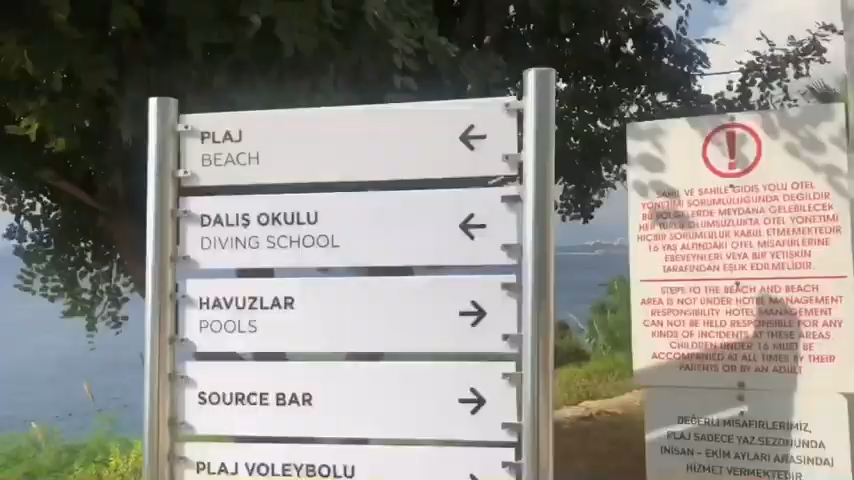 PLAJ
BEACH
DALIŞ OKULU
DIVING SCHOOL
HAVUZLAR
POOLS
SOURCE BAR
PLAJ VOLEYBOLU
SAHİL VE SAHİLE GİDİŞ YOLU OTEL
YÖNETİMİ SORUMLULUĞUNDA DEĞİLDİR
BU BÖLGELERDE MEYDANA GELEBİLECEK
HER TÜRLÜ OLUMSUZLUKTA OTEL YÖNETİMİ
HİÇBİR SORUMLULUK KABUL ETMEMEKTEDİR
16 YAŞ ALTINDAKİ OTEL MİSAFİRLERİNE
EBEVEYNLERİ VEYA BİR YETİŞKİN
TARAFINDAN EŞLİK EDİLMELİDİR.
STEPS TO THE BEACH AND BEACH
AREA IS NOT UNDER HOTEL MANAGEMENT
RESPONSIBILITY HOTEL MANAGEMENT
CAN NOT BE HELD RESPONSIBLE FOR ANY
KINDS OF INCIDENTS AT THESE AREAS
CHILDREN UNDER 16 MUST BE
ACCOMPANIED AT ALL TIMES BY THEIR
PARENTS OR BY AN ADULT
DEĞERLİ MİSAFİRLERİMİZ,
PLAJ SADECE YAZ SEZONUNDA
(NİSAN - EKİM AYLARI ARASINDA)
HİZMET VERMEKTEDİR